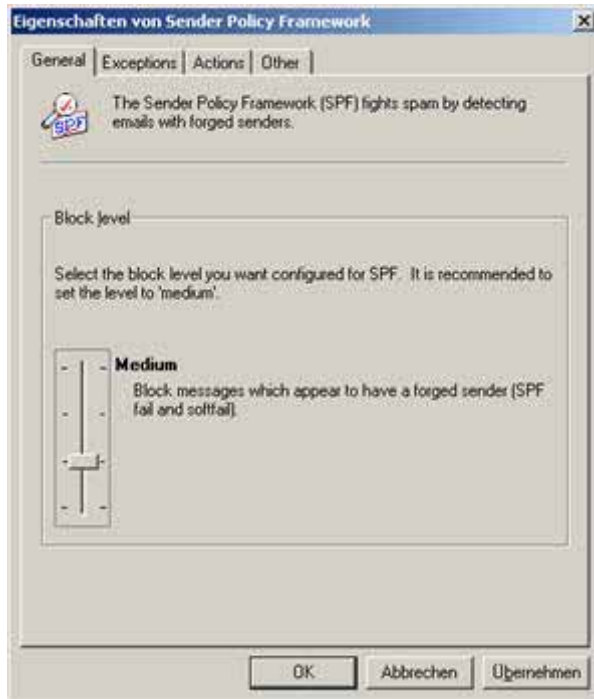 Eigenschaften von Sender Policy Framework
General
Exceptions
Actions
Other
SPF
The Sender Policy Framework (SPF) fights spam by detecting
emails with forged senders.
Block level
Select the block level you want configured for SPF. It is recommended to
set the level to 'medium'.
Medium
Block messages which appear to have a forged sender (SPF
fail and softfail).
OK
Abbrechen
Übernehmen